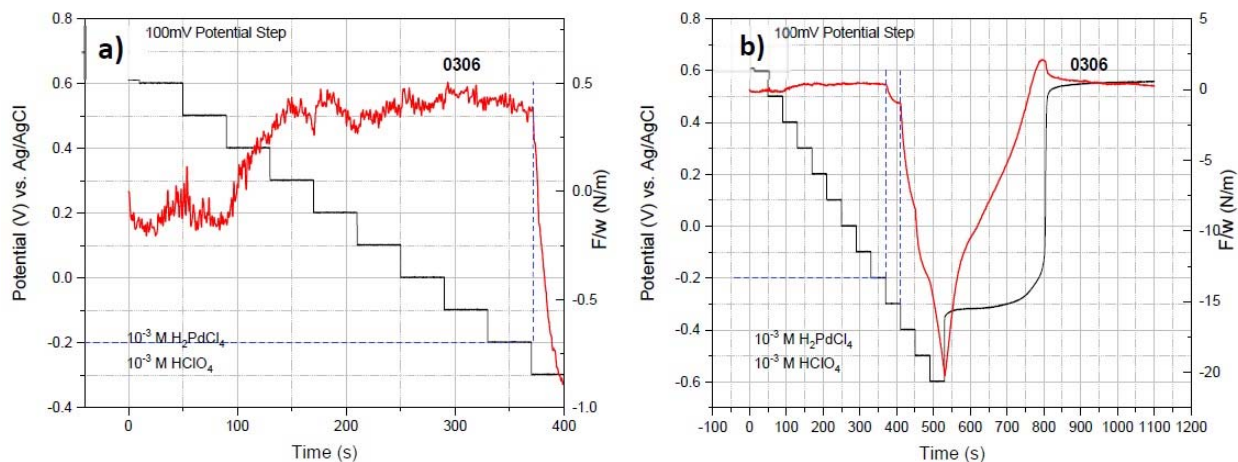 a)
100mV Potential Step
0306
0.8
0.6
0.4
0.2
0.0
-0.2
-0.4
Potential (V) vs. Ag/AgCl
10⁻³ M H₂PdCl₄
10⁻³ M HClO₄
0.5
0.0
-0.5
-1.0
F/w (N/m)
0 100 200 300 400
Time (s)
b)
100mV Potential Step
0306
0.8
0.6
0.4
0.2
0.0
-0.2
-0.4
-0.6
Potential (V) vs. Ag/AgCl
10⁻³ M H₂PdCl₄
10⁻³ M HClO₄
5
0
-5
-10
-15
-20
F/w (N/m)
-100 0 100 200 300 400 500 600 700 800 900 1000 1100 1200
Time (s)